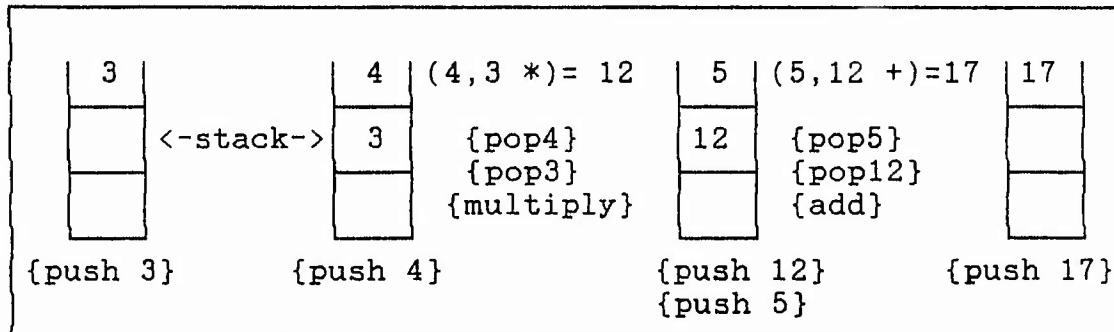 3 4 (4,3 *)= 12 5 (5,12 +)=17 17
<-stack-> 3 {pop4} 12 {pop5}
{pop3} {pop12}
{multiply} {add}
{push 3} {push 4} {push 12} {push 17}
{push 5}